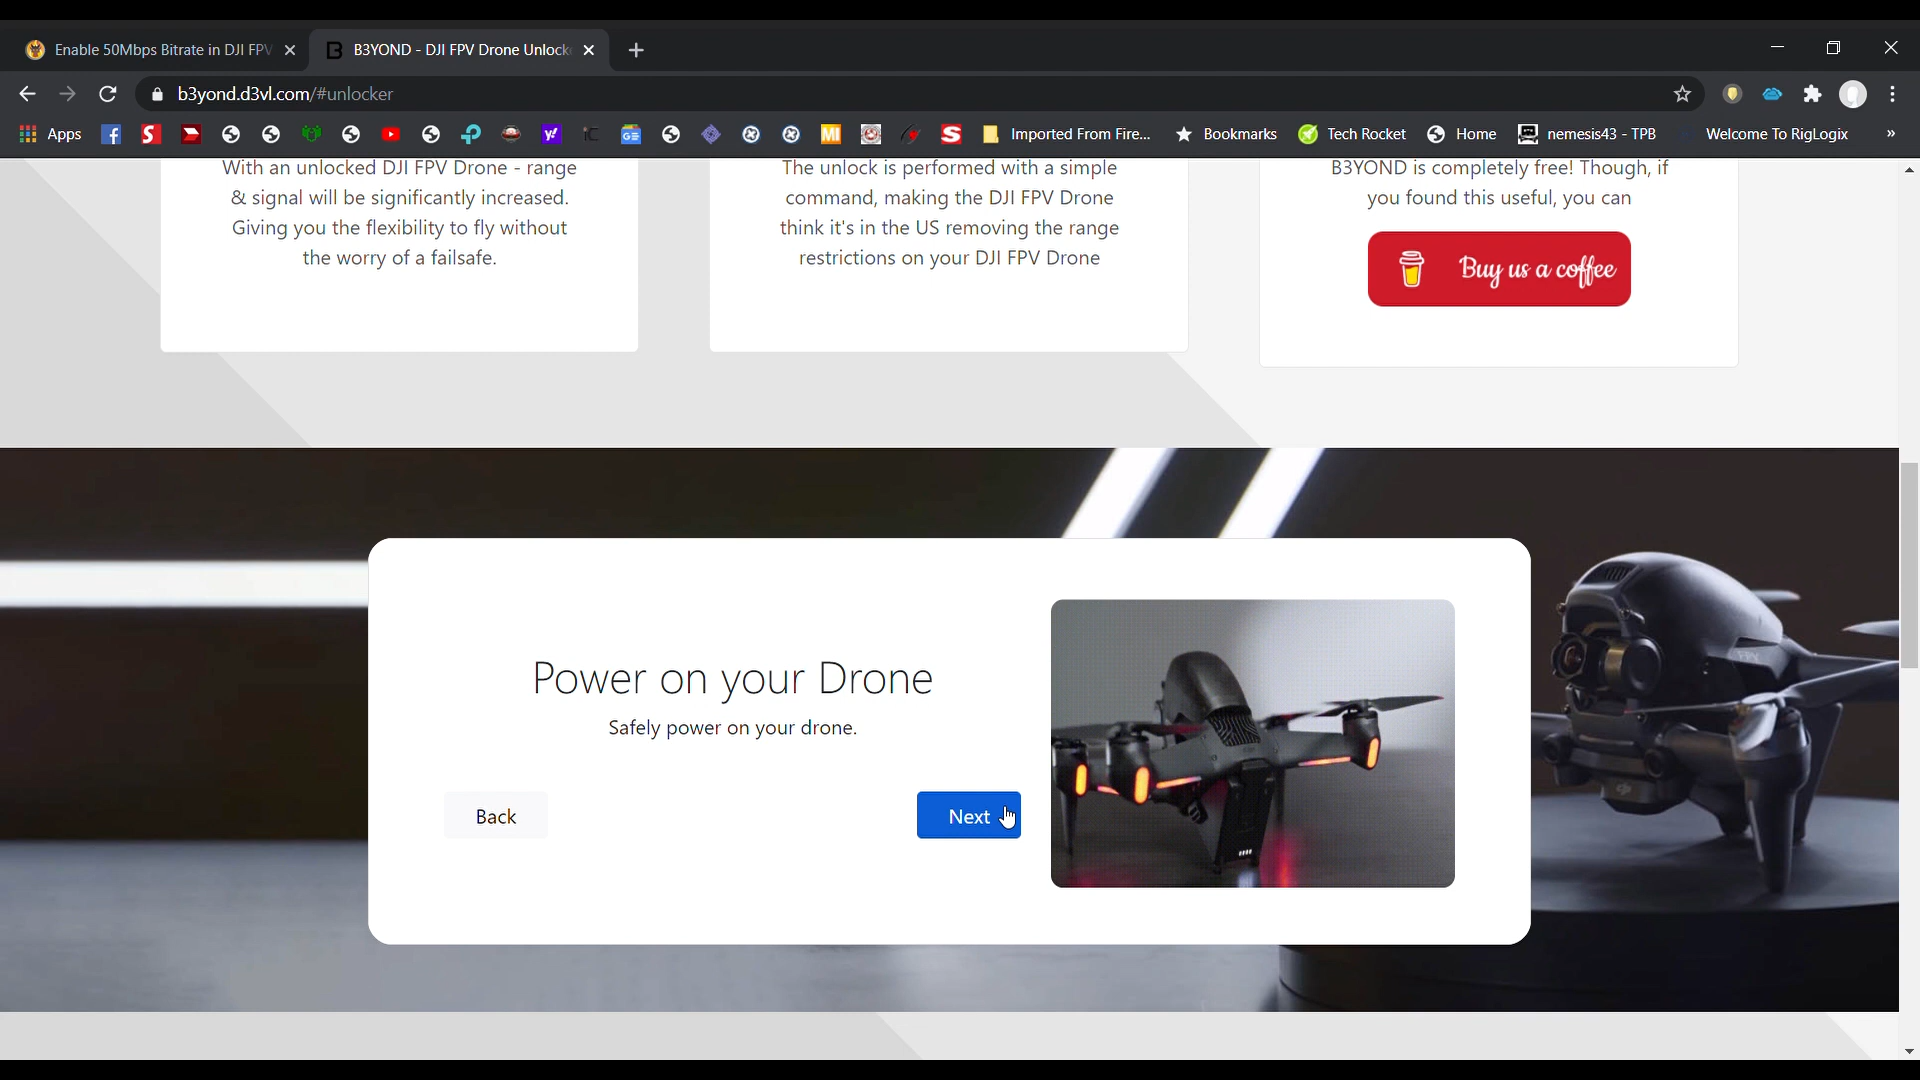 Enable 50Mbps Bitrate in DJI FPV
B3YOND - DJI FPV Drone Unlock
b3yond.d3vl.com/#unlocker
Apps
Imported From Fire...
Bookmarks
Tech Rocket
Home
nemesis43 - TPB
Welcome To RigLogix
»
With an unlocked DJI FPV Drone - range
& signal will be significantly increased.
Giving you the flexibility to fly without
the worry of a failsafe.
The unlock is performed with a simple
command, making the DJI FPV Drone
think it's in the US removing the range
restrictions on your DJI FPV Drone
B3YOND is completely free! Though, if
you found this useful, you can
Buy us a coffee
Power on your Drone
Safely power on your drone.
Back
Next